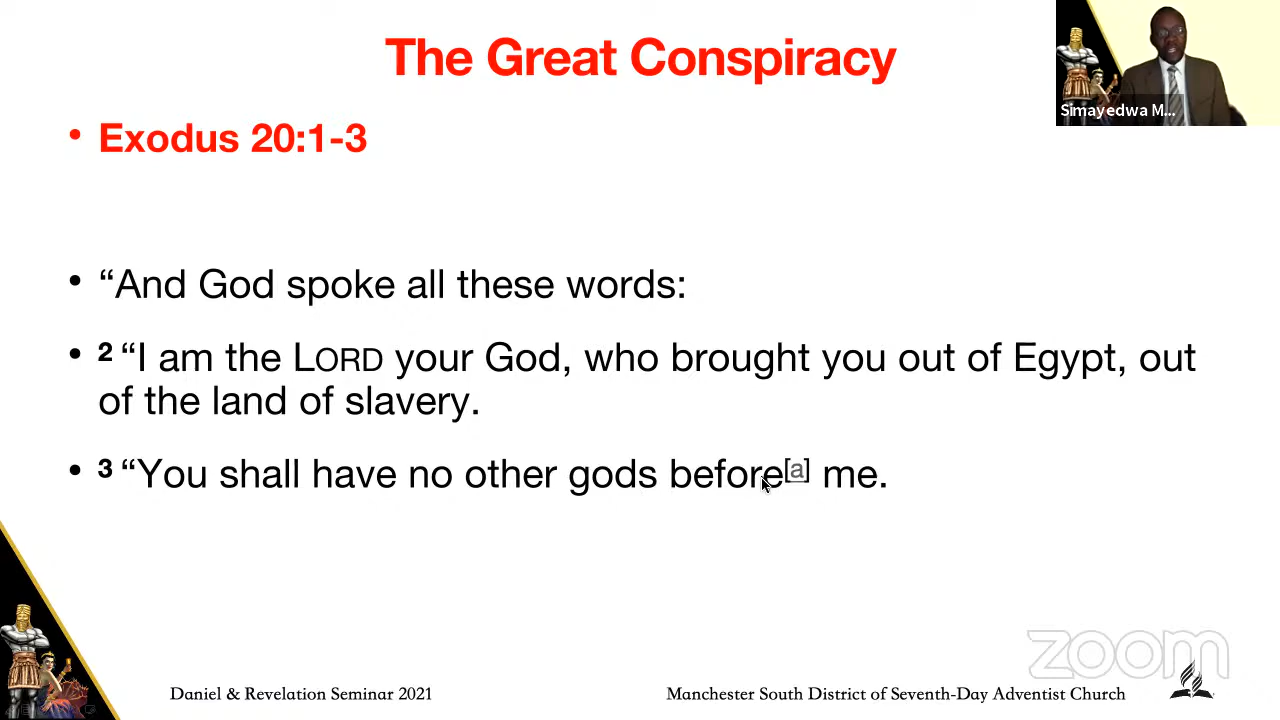 The Great Conspiracy
Simayedwa M...
• Exodus 20:1-3
• “And God spoke all these words:
• 2 “I am the LORD your God, who brought you out of Egypt, out
of the land of slavery.
• 3 “You shall have no other gods before[a] me.
zoom
Daniel & Revelation Seminar 2021
Manchester South District of Seventh-Day Adventist Church